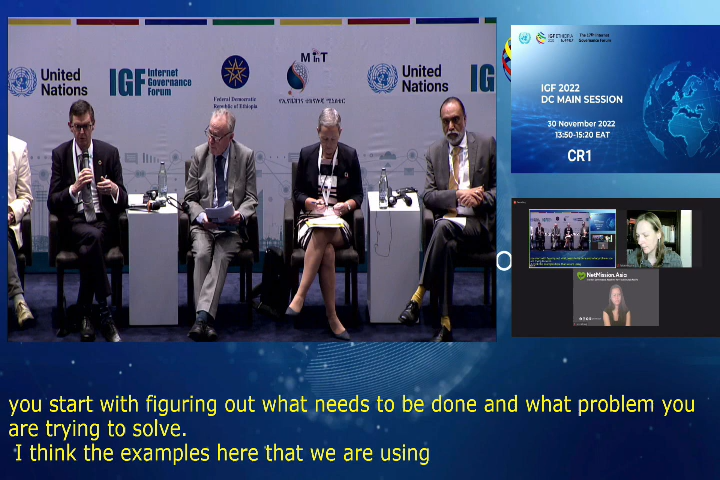 United
Nations
IGF Internet
Governance
Forum
Federal Democratic
Republic of Ethiopia
MInT
United
Nations
IG
IGF 2022
DC MAIN SESSION
30 November 2022
13:50-15:20 EAT
CR1
NetMission.Asia
you start with figuring out what needs to be done and what problem you
are trying to solve.
I think the examples here that we are using